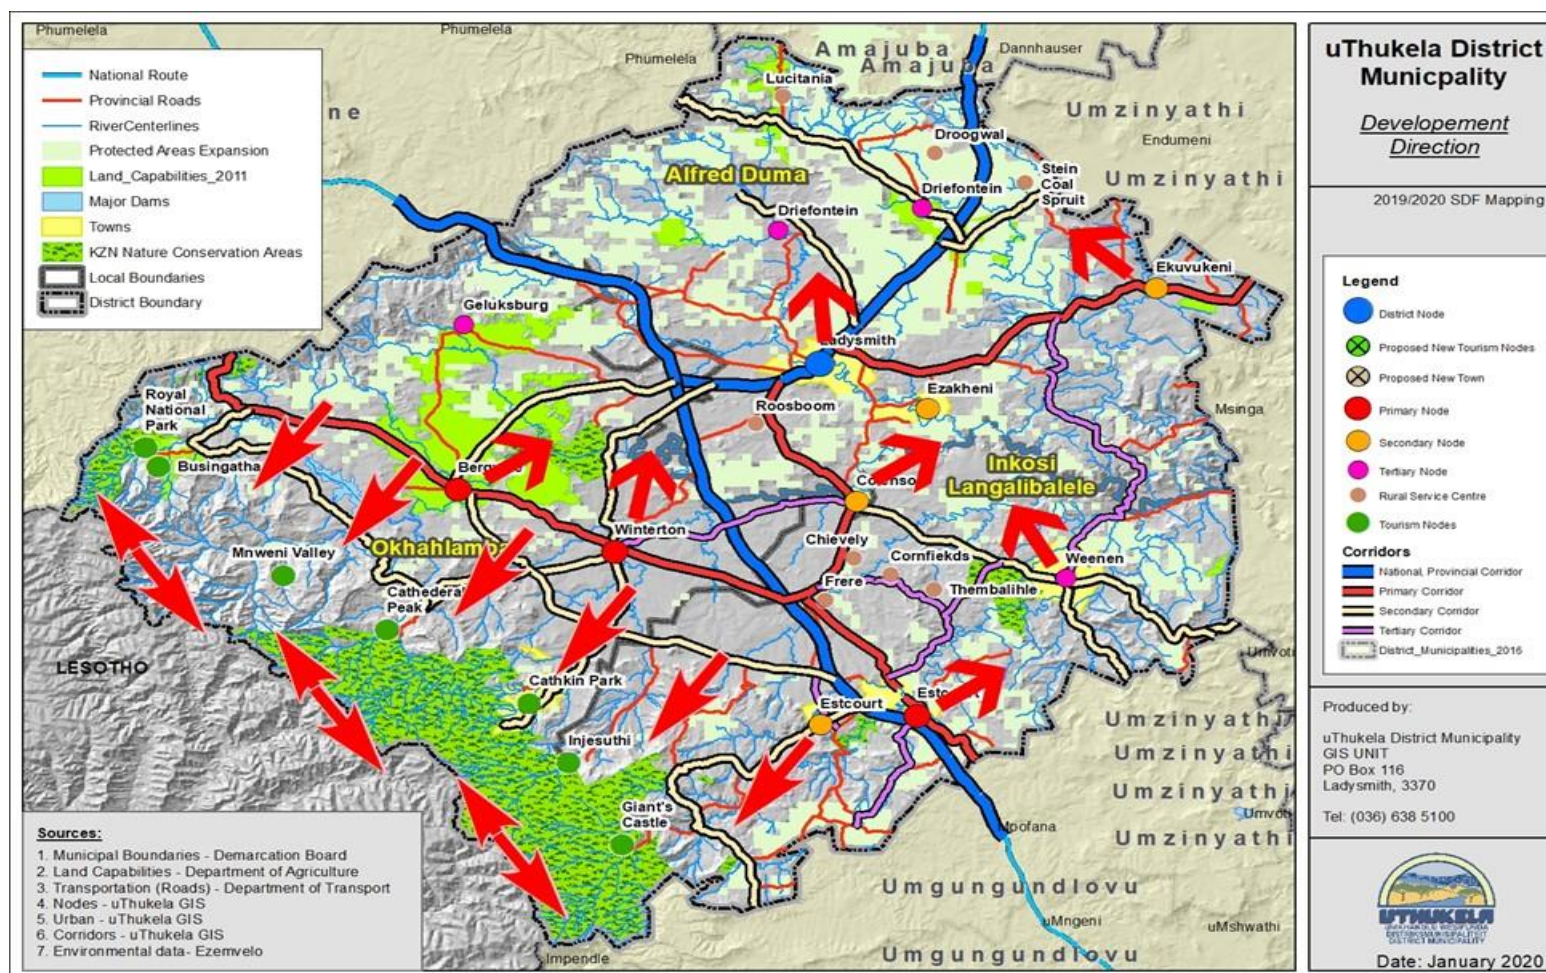 Phumelela
Phumelela
Phumelela
Amajuba
Amajuba
Dannhauser
National Route
Provincial Roads
RiverCenterlines
Protected Areas Expansion
Land_Capabilities_2011
Major Dams
Towns
KZN Nature Conservation Areas
Local Boundaries
District Boundary
ne
Lucitania
Umzinyathi
Endumeni
Umzinyathi
Droogwal
Stein
Coal
Spruit
Alfred Duma
Driefontein
Driefontein
Ekuvukeni
Geluksburg
Ladysmith
Royal
National
Park
Busingatha
Ezakheni
Roosboom
Msinga
Inkosi
Langalibalele
Winterton
Chievely
Cornfiekds
Weenen
Frere
Thembalihle
Mnweni Valley
Cathederal
Peak
LESOTHO
Cathkin Park
Estcourt
Injesuthi
Giant's
Castle
Umzinyathi
Umzinyathi
Umzinyathi
Umzinyathi
Mpofana
Umgungundlovu
uMngeni
uMshwathi
Umgungundlovu
Impendle
Sources:
1. Municipal Boundaries - Demarcation Board
2. Land Capabilities - Department of Agriculture
3. Transportation (Roads) - Department of Transport
4. Nodes - uThukela GIS
5. Urban - uThukela GIS
6. Corridors - uThukela GIS
7. Environmental data- Ezemvelo
uThukela District
Municpality
Developement
Direction
2019/2020 SDF Mapping
Legend
District Node
Proposed New Tourism Nodes
Proposed New Town
Primary Node
Secondary Node
Tertiary Node
Rural Service Centre
Tourism Nodes
Corridors
National, Provincial Corridor
Primary Corridor
Secondary Corridor
Tertiary Corridor
District_Municipalities_2016
Produced by:
uThukela District Municipality
GIS UNIT
PO Box 116
Ladysmith, 3370
Tel: (036) 638 5100
UTHUKELA
DISTRICT MUNICIPALITY
Date: January 2020